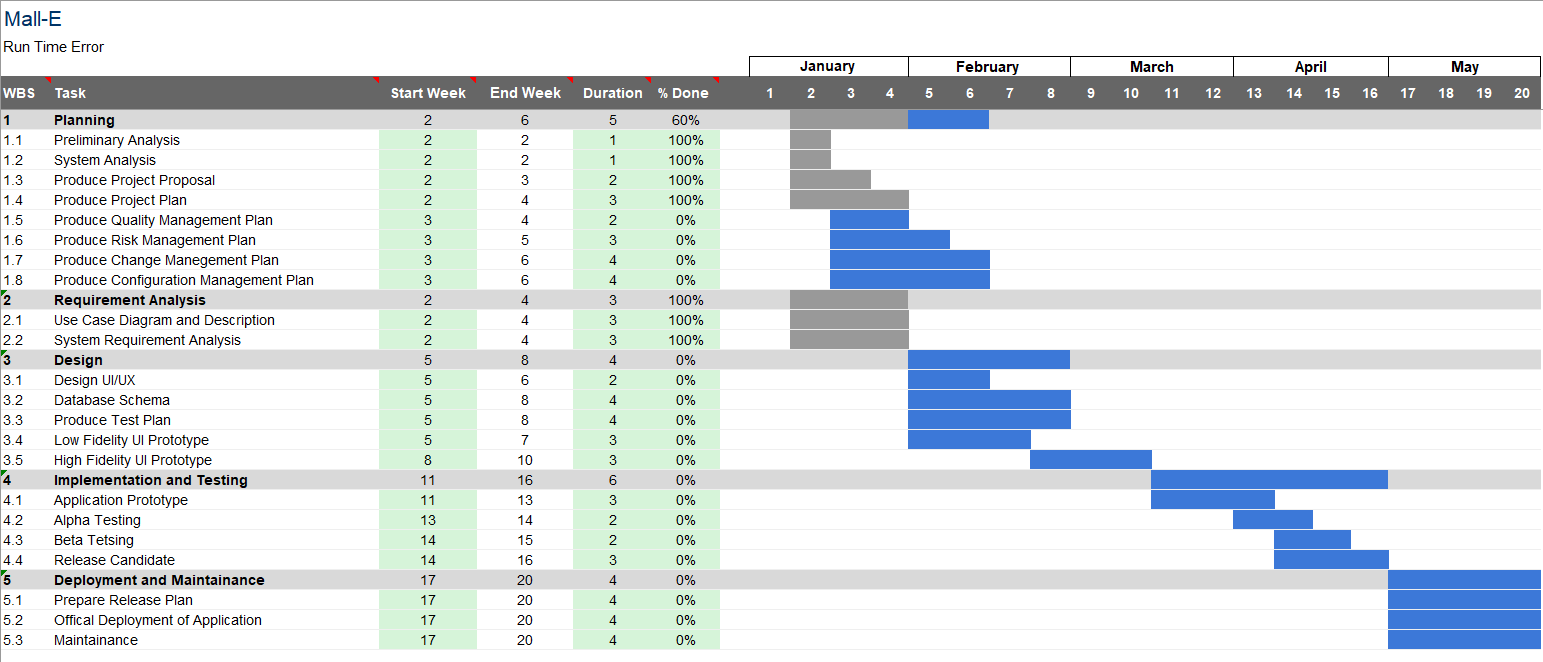 Mall-E
Run Time Error
January February March April May
WBS Task Start Week End Week Duration % Done 1 2 3 4 5 6 7 8 9 10 11 12 13 14 15 16 17 18 19 20
1 Planning 2 6 5 60%
1.1 Preliminary Analysis 2 2 1 100%
1.2 System Analysis 2 2 1 100%
1.3 Produce Project Proposal 2 3 2 100%
1.4 Produce Project Plan 2 4 3 100%
1.5 Produce Quality Management Plan 3 4 2 0%
1.6 Produce Risk Management Plan 3 5 3 0%
1.7 Produce Change Manegement Plan 3 6 4 0%
1.8 Produce Configuration Management Plan 3 6 4 0%
2 Requirement Analysis 2 4 3 100%
2.1 Use Case Diagram and Description 2 4 3 100%
2.2 System Requirement Analysis 2 4 3 100%
3 Design 5 8 4 0%
3.1 Design UI/UX 5 6 2 0%
3.2 Database Schema 5 8 4 0%
3.3 Produce Test Plan 5 8 4 0%
3.4 Low Fidelity UI Prototype 5 7 3 0%
3.5 High Fidelity UI Prototype 8 10 3 0%
4 Implementation and Testing 11 16 6 0%
4.1 Application Prototype 11 13 3 0%
4.2 Alpha Testing 13 14 2 0%
4.3 Beta Tetsing 14 15 2 0%
4.4 Release Candidate 14 16 3 0%
5 Deployment and Maintainance 17 20 4 0%
5.1 Prepare Release Plan 17 20 4 0%
5.2 Offical Deployment of Application 17 20 4 0%
5.3 Maintainance 17 20 4 0%